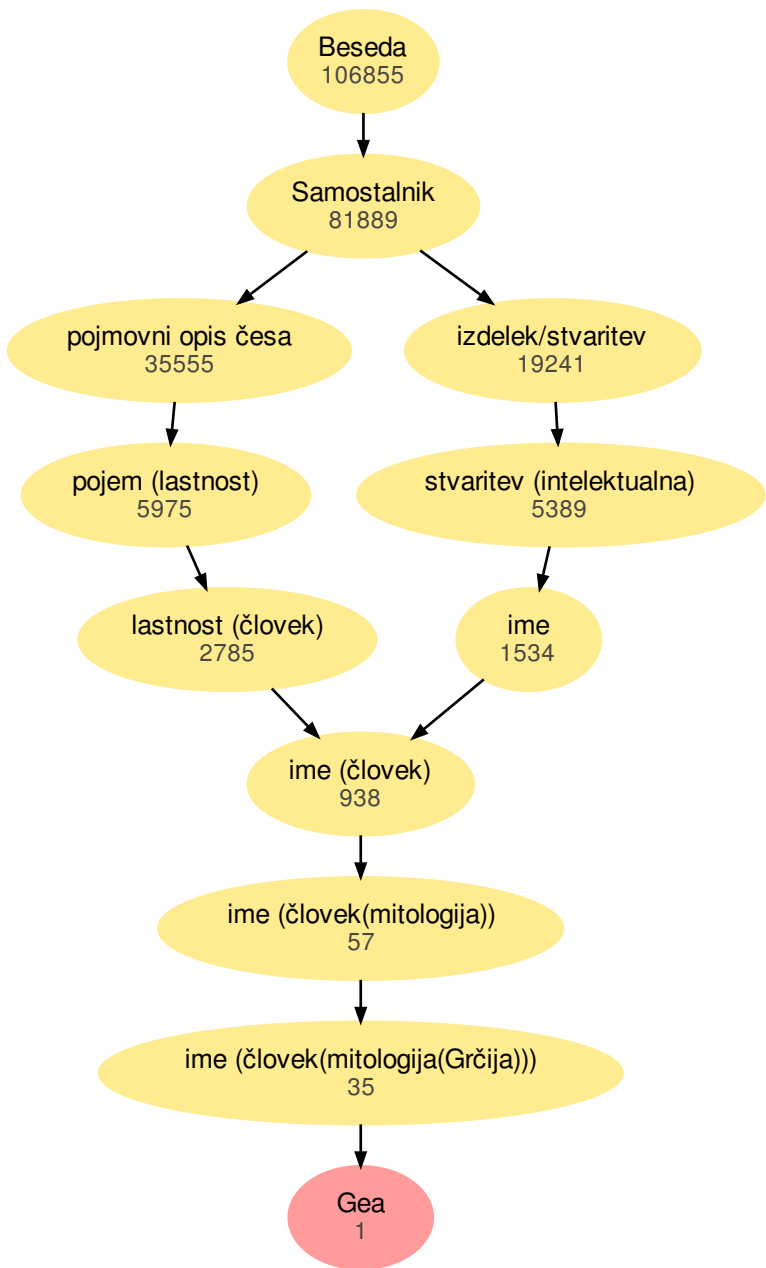 Beseda
106855
Samostalnik
81889
pojmovni opis česa
35555
izdelek/stvaritev
19241
pojem (lastnost)
5975
stvaritev (intelektualna)
5389
lastnost (človek)
2785
ime
1534
ime (človek)
938
ime (človek(mitologija))
57
ime (človek(mitologija(Grčija)))
35
Gea
1